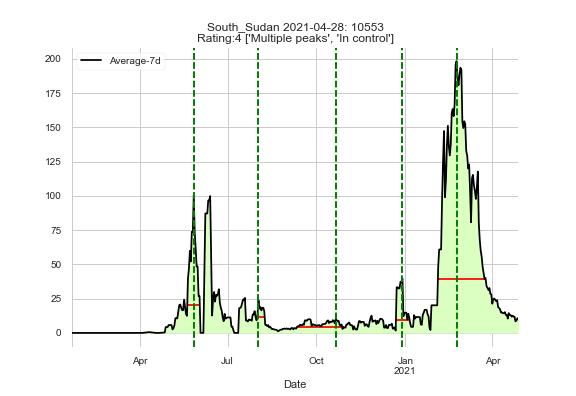 South_Sudan 2021-04-28: 10553
Rating:4 ['Multiple peaks', 'In control']
Average-7d
200
175
150
125
100
75
50
25
0
Apr
Jul
Oct
Jan
2021
Apr
Date